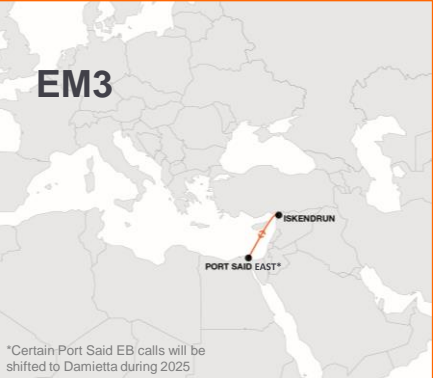 EM3
ISKENDRUN
PORT SAID EAST*
*Certain Port Said EB calls will be
shifted to Damietta during 2025